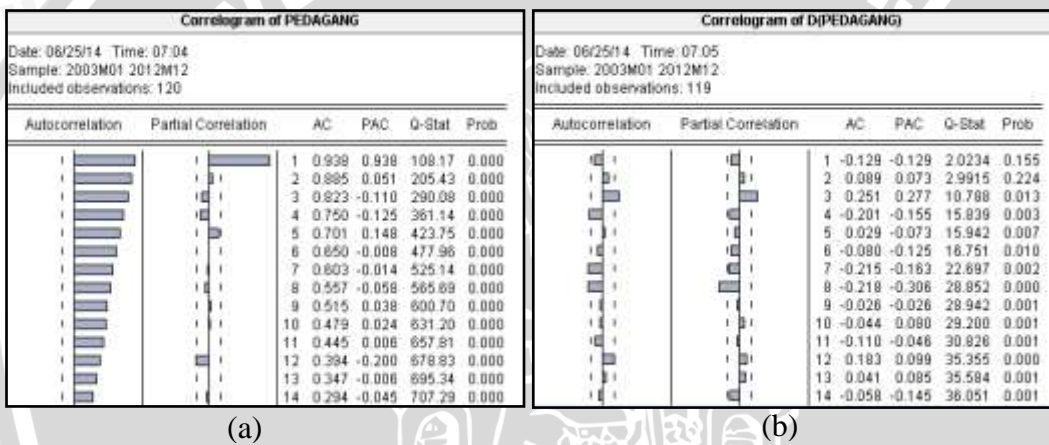 Correlogram of PEDAGANG
Date: 06/25/14 Time: 07:04
Sample: 2003M01 2012M12
Included observations: 120
Autocorrelation Partial Correlation AC PAC Q-Stat Prob
1 0.938 0.938 108.17 0.000
2 0.885 0.051 205.43 0.000
3 0.823 -0.110 290.08 0.000
4 0.750 -0.125 361.14 0.000
5 0.701 0.148 423.75 0.000
6 0.650 -0.008 477.96 0.000
7 0.603 -0.014 525.14 0.000
8 0.557 -0.058 565.69 0.000
9 0.515 0.038 600.70 0.000
10 0.479 0.024 631.20 0.000
11 0.445 0.006 657.81 0.000
12 0.394 -0.200 678.83 0.000
13 0.347 -0.006 695.34 0.000
14 0.294 -0.045 707.29 0.000
(a)
Correlogram of D(PEDAGANG)
Date: 06/25/14 Time: 07:05
Sample: 2003M01 2012M12
Included observations: 119
Autocorrelation Partial Correlation AC PAC Q-Stat Prob
1 -0.129 -0.129 2.0234 0.155
2 0.089 0.073 2.9915 0.224
3 0.251 0.277 10.788 0.013
4 -0.201 -0.155 15.839 0.003
5 0.029 -0.073 15.942 0.007
6 -0.080 -0.125 16.751 0.010
7 -0.215 -0.163 22.697 0.002
8 -0.218 -0.306 28.852 0.000
9 -0.026 -0.026 28.942 0.001
10 -0.044 0.080 29.200 0.001
11 -0.110 -0.046 30.826 0.001
12 0.183 0.099 35.355 0.000
13 0.041 0.085 35.584 0.001
14 -0.058 -0.145 36.051 0.001
(b)